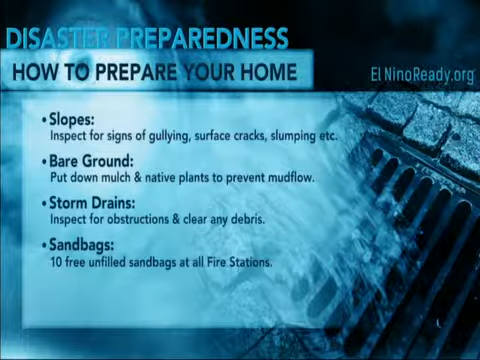 DISASTER PREPAREDNESS
HOW TO PREPARE YOUR HOME
El NinoReady.org
• Slopes:
Inspect for signs of gullying, surface cracks, slumping etc.
• Bare Ground:
Put down mulch & native plants to prevent mudflow.
• Storm Drains:
Inspect for obstructions & clear any debris.
• Sandbags:
10 free unfilled sandbags at all Fire Stations.